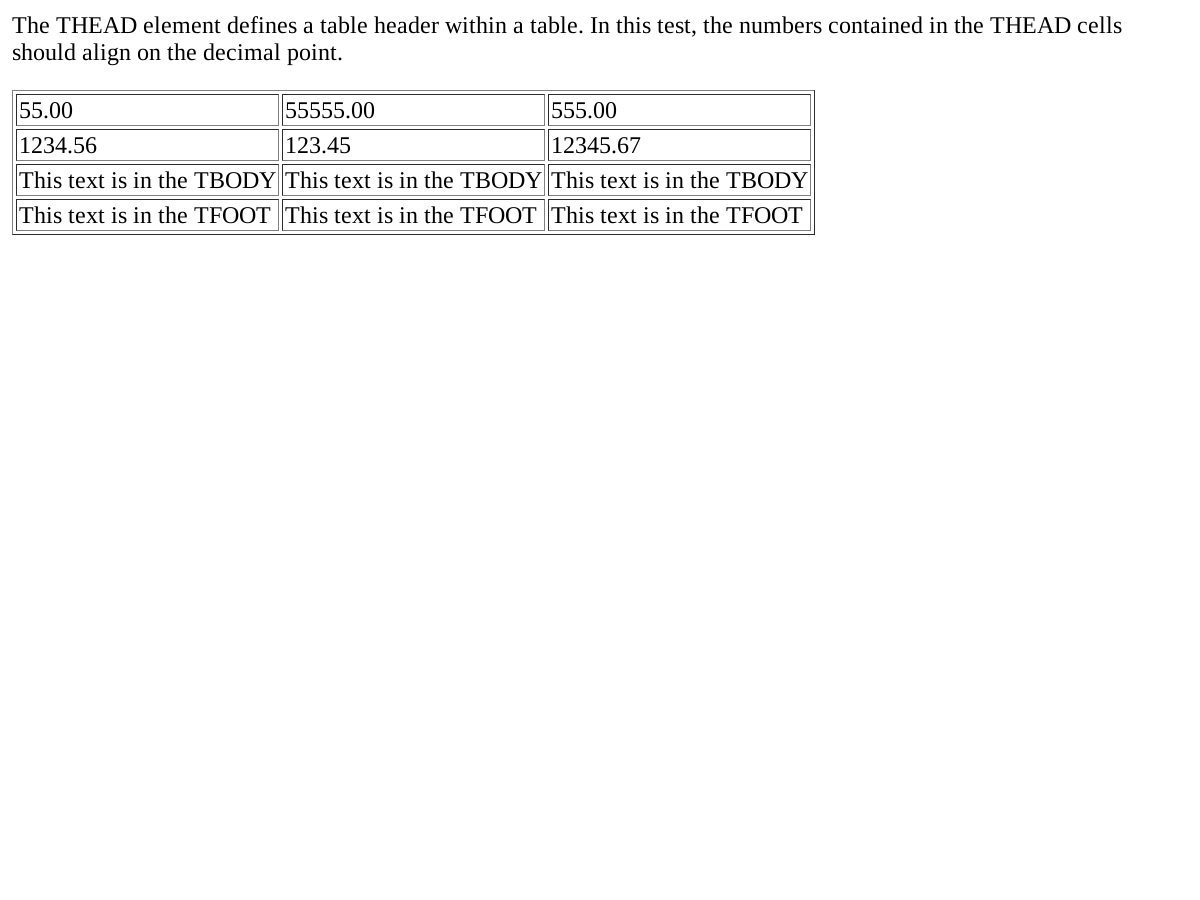 The THEAD element defines a table header within a table. In this test, the numbers contained in the THEAD cells
should align on the decimal point.
55.00 55555.00 555.00
1234.56 123.45 12345.67
This text is in the TBODY This text is in the TBODY This text is in the TBODY
This text is in the TFOOT This text is in the TFOOT This text is in the TFOOT